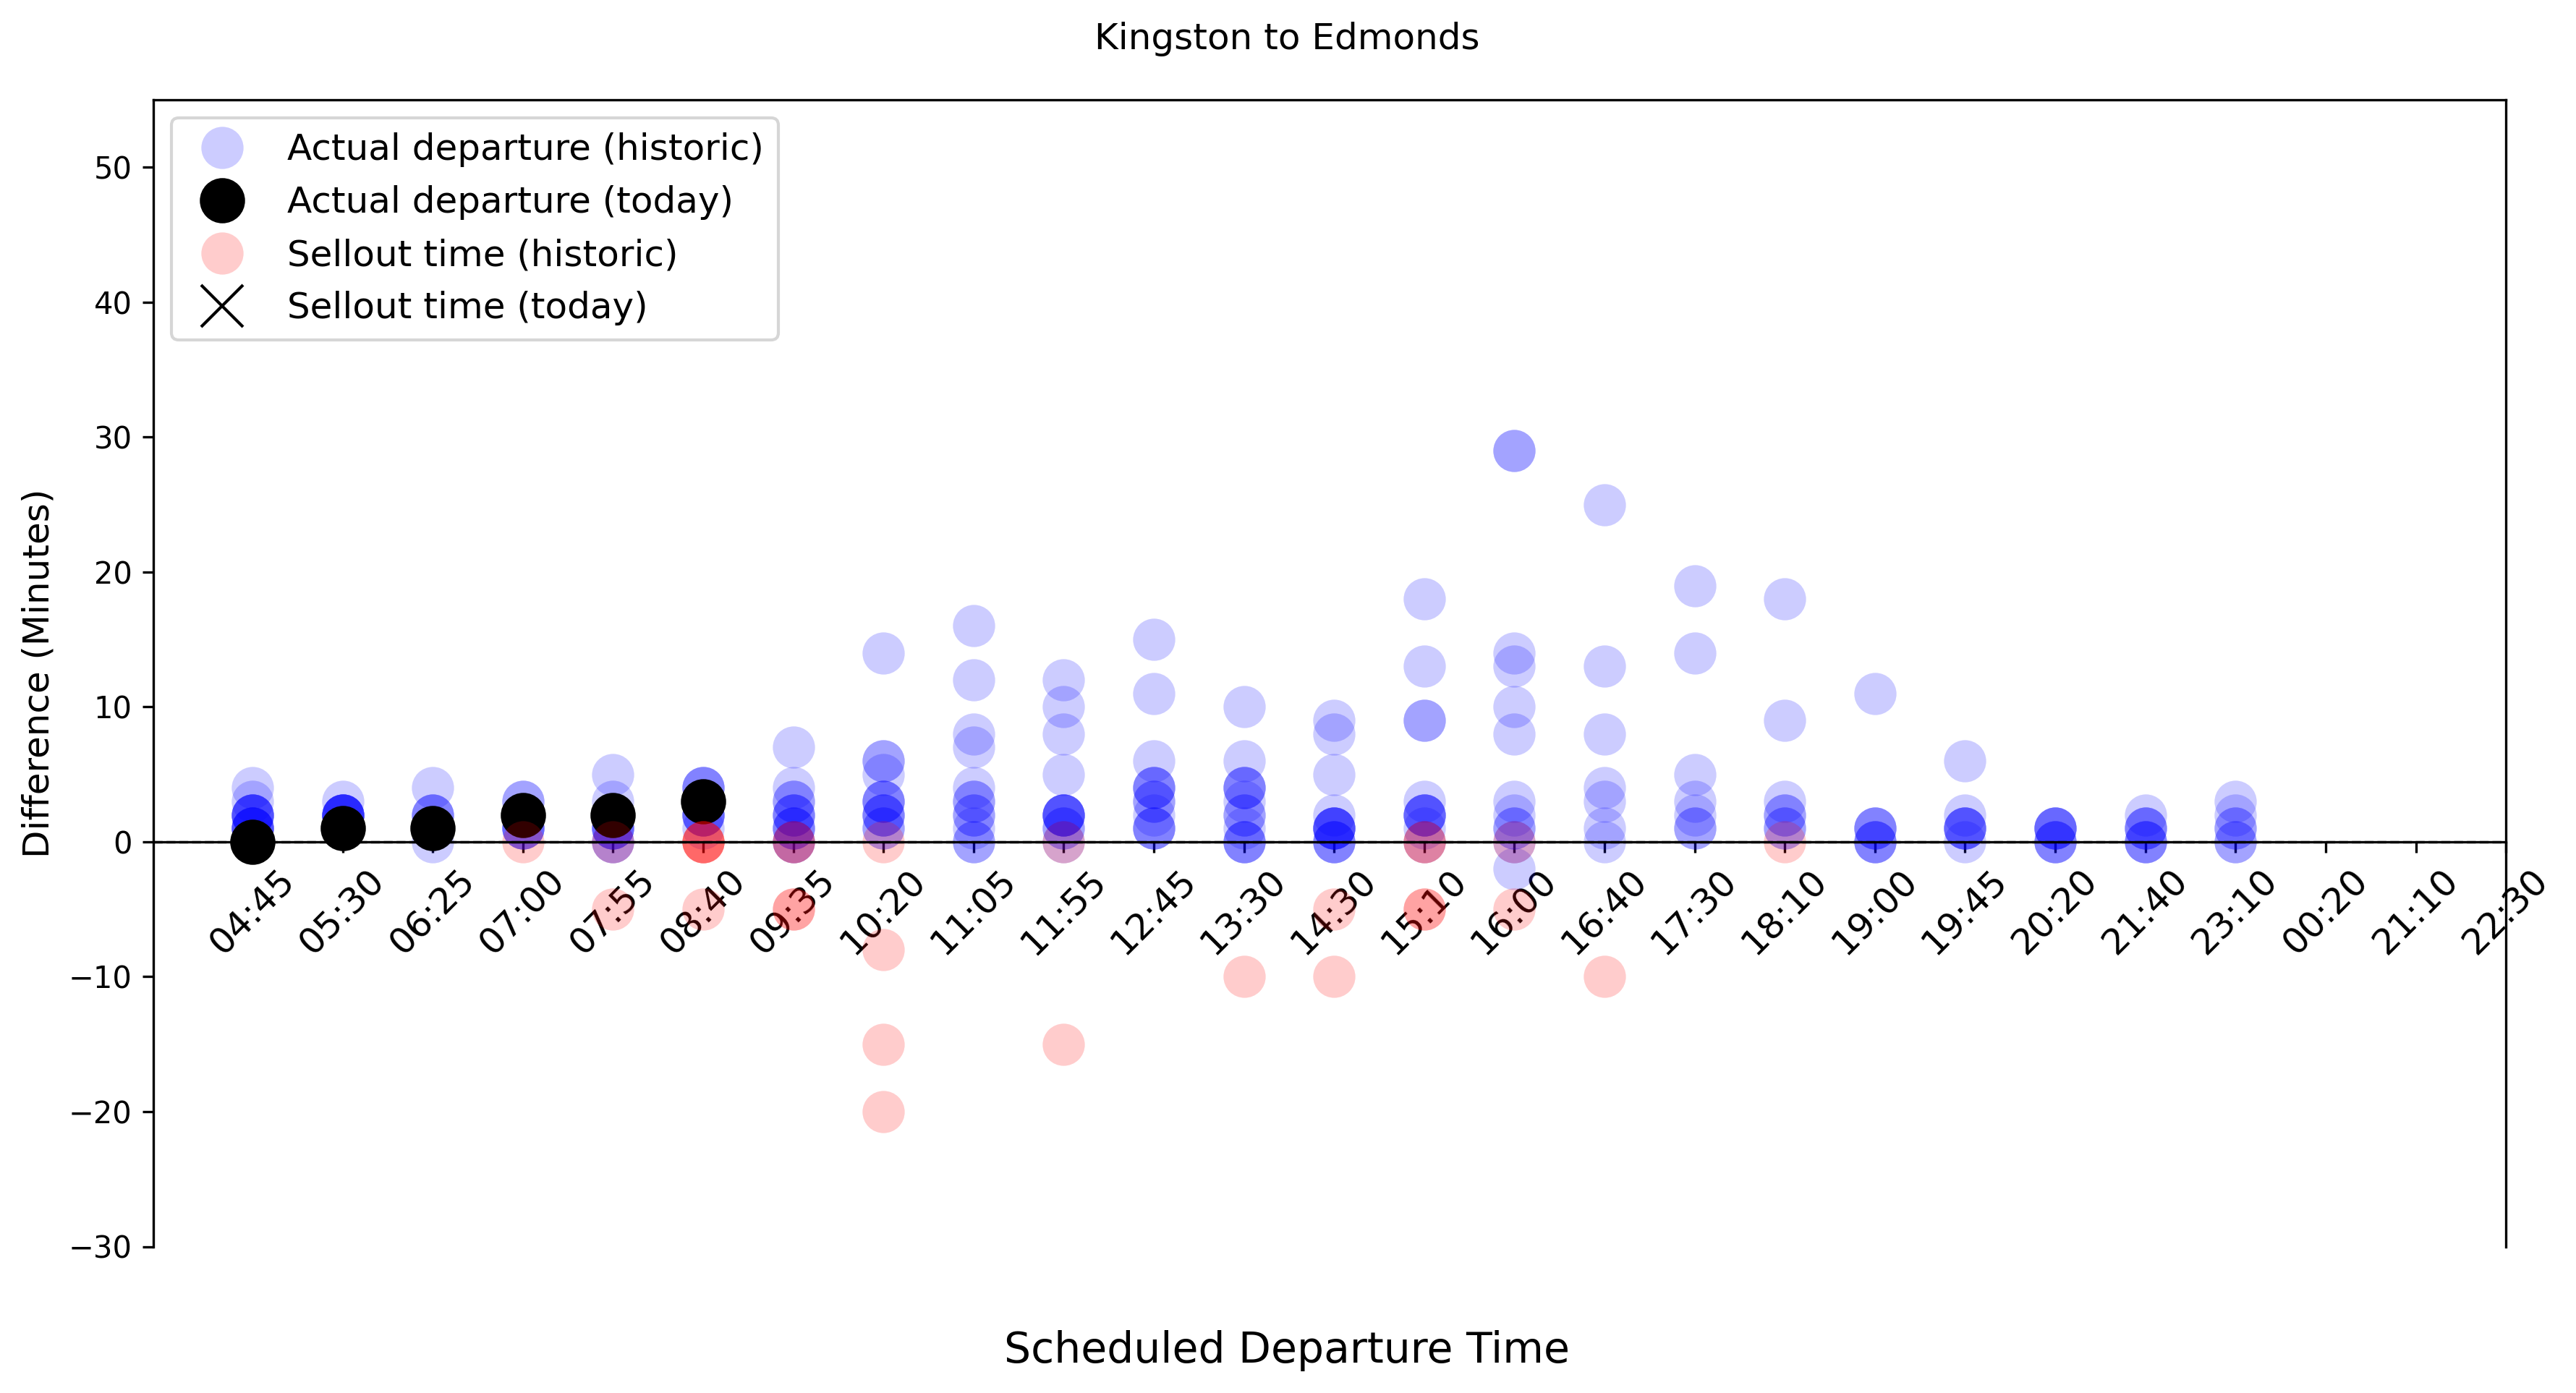 Kingston to Edmonds
Actual departure (historic)
Actual departure (today)
Sellout time (historic)
Sellout time (today)
Difference (Minutes)
50
40
30
20
10
0
−10
−20
−30
04:45 05:30 06:25 07:00 07:55 08:40 09:35 10:20 11:05 11:55 12:45 13:30 14:30 15:10 16:00 16:40 17:30 18:10 19:00 19:45 20:20 21:40 23:10 00:20 21:10 22:30
Scheduled Departure Time